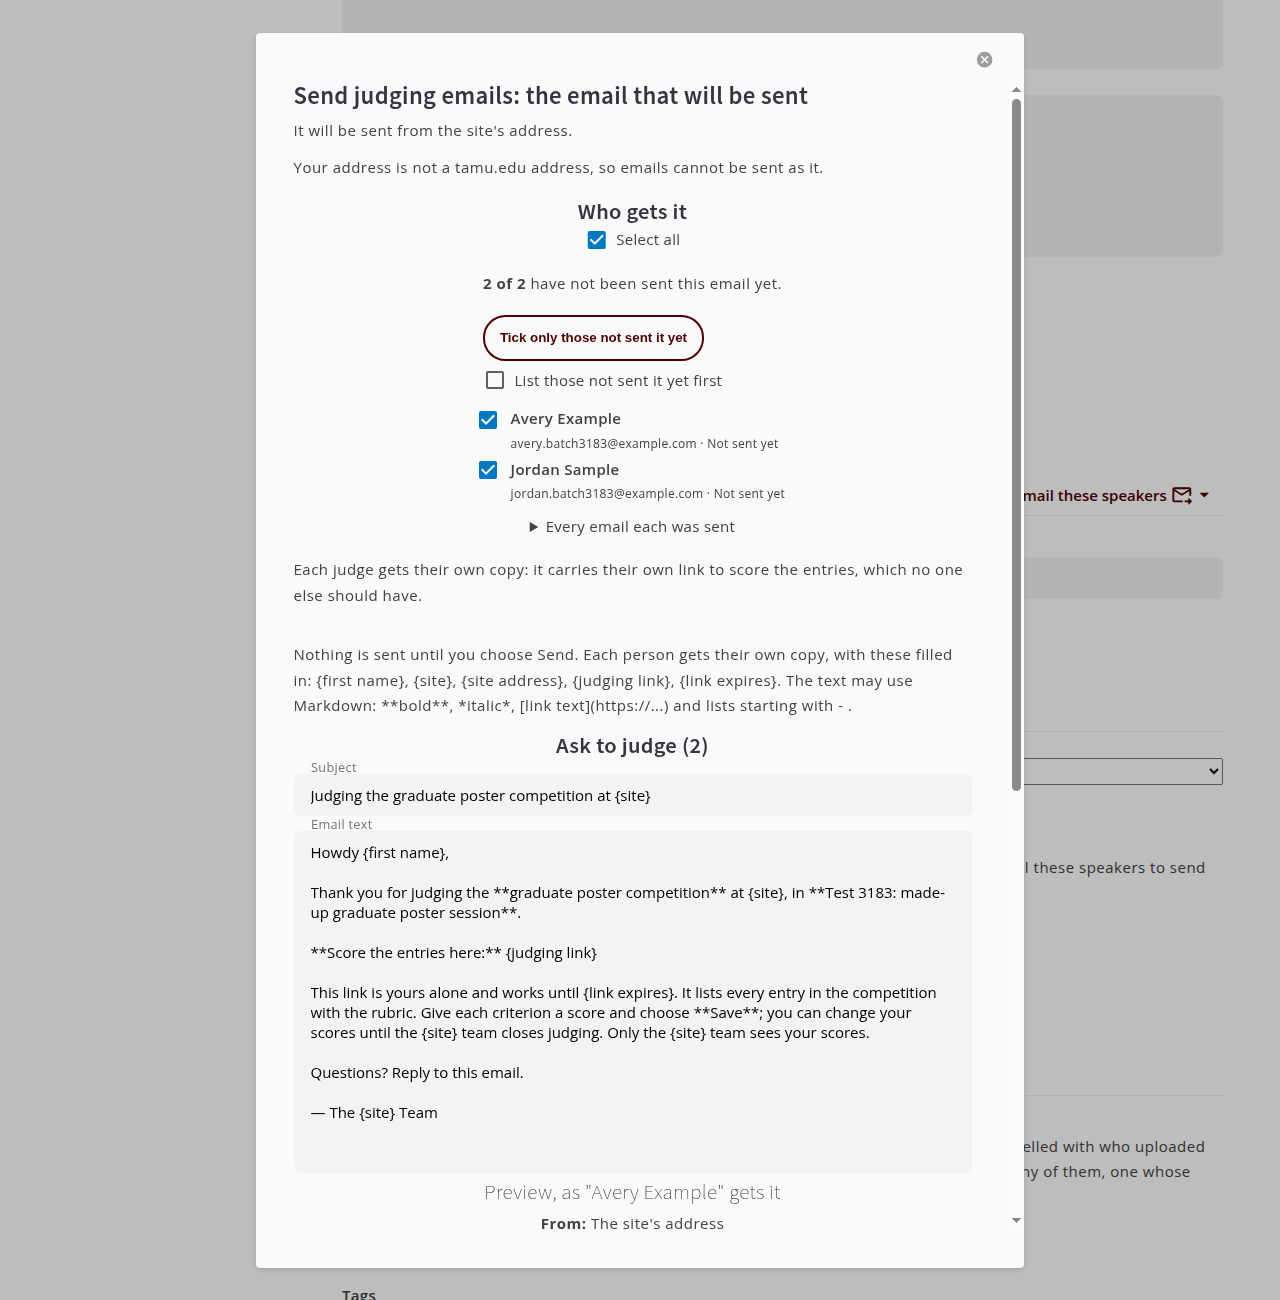 Send judging emails: the email that will be sent
It will be sent from the site's address.
Your address is not a tamu.edu address, so emails cannot be sent as it.
Who gets it
Select all
2 of 2 have not been sent this email yet.
Tick only those not sent it yet
List those not sent it yet first
Avery Example
avery.batch3183@example.com · Not sent yet
Jordan Sample
jordan.batch3183@example.com · Not sent yet
Every email each was sent
Each judge gets their own copy: it carries their own link to score the entries, which no one
else should have.
Nothing is sent until you choose Send. Each person gets their own copy, with these filled
in: {first name}, {site}, {site address}, {judging link}, {link expires}. The text may use
Markdown: **bold**, *italic*, [link text](https://...) and lists starting with - .
Ask to judge (2)
Subject
Judging the graduate poster competition at {site}
Email text
Howdy {first name},
Thank you for judging the **graduate poster competition** at {site}, in **Test 3183: made-
up graduate poster session**.
**Score the entries here:** {judging link}
This link is yours alone and works until {link expires}. It lists every entry in the competition
with the rubric. Give each criterion a score and choose **Save**; you can change your
scores until the {site} team closes judging. Only the {site} team sees your scores.
Questions? Reply to this email.
— The {site} Team
Preview, as "Avery Example" gets it
From: The site's address
these speakers
these speakers to send
with who uploaded
of them, one whose
Tags